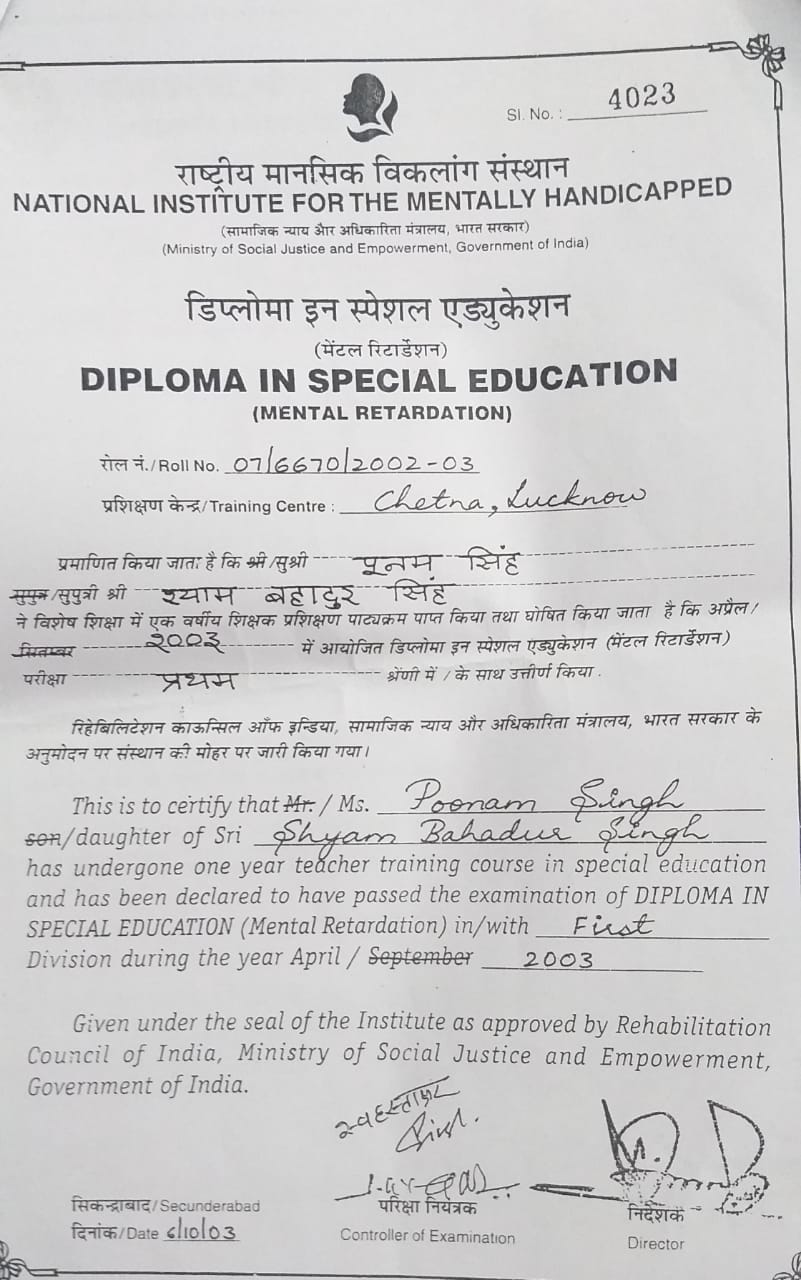 Sl. No. : 4023
राष्ट्रीय मानसिक विकलांग संस्थान
NATIONAL INSTITUTE FOR THE MENTALLY HANDICAPPED
(सामाजिक न्याय और अधिकारिता मंत्रालय, भारत सरकार)
(Ministry of Social Justice and Empowerment, Government of India)
डिप्लोमा इन स्पेशल एड्युकेशन
(मेंटल रिटार्डेशन)
DIPLOMA IN SPECIAL EDUCATION
(MENTAL RETARDATION)
रोल नं./Roll No. 07/6670/2002-03
प्रशिक्षण केन्द्र/Training Centre : Chetna, Lucknow
प्रमाणित किया जाता है कि श्री/सुश्री पूनम सिंह
सुपुत्र/सुपुत्री श्री श्याम बहादुर सिंह
ने विशेष शिक्षा में एक वर्षीय शिक्षक प्रशिक्षण पाठ्यक्रम पाप्त किया तथा घोषित किया जाता है कि अप्रैल/
सितम्बर २००३ में आयोजित डिप्लोमा इन स्पेशल एड्युकेशन (मेंटल रिटार्डेशन)
परीक्षा प्रथम श्रेंणी में / के साथ उत्तीर्ण किया .
रिहेबिलिटेशन काऊन्सिल ऑफ इन्डिया, सामाजिक न्याय और अधिकारिता मंत्रालय, भारत सरकार के
अनुमोदन पर संस्थान की मोहर पर जारी किया गया।
This is to certify that Mr. / Ms. Poonam Singh
son/daughter of Sri Shyam Bahadur Singh
has undergone one year teacher training course in special education
and has been declared to have passed the examination of DIPLOMA IN
SPECIAL EDUCATION (Mental Retardation) in/with First
Division during the year April / September 2003
Given under the seal of the Institute as approved by Rehabilitation
Council of India, Ministry of Social Justice and Empowerment,
Government of India.
स्वहस्ताक्षर
सिकन्द्राबाद/Secunderabad
दिनांक/Date 6/10/03
परिक्षा नियंत्रक
Controller of Examination
निदेशक
Director